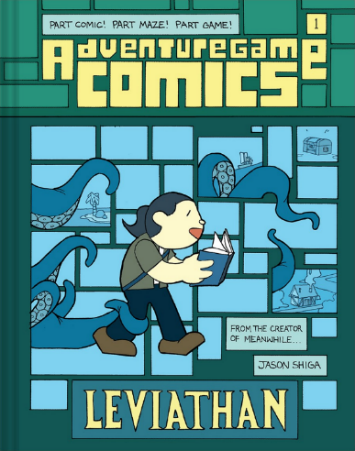 PART COMIC! PART MAZE! PART GAME!
1
ADVENTUREGAME
COMICS
FROM THE CREATOR
OF MEANWHILE...
JASON SHIGA
LEVIATHAN